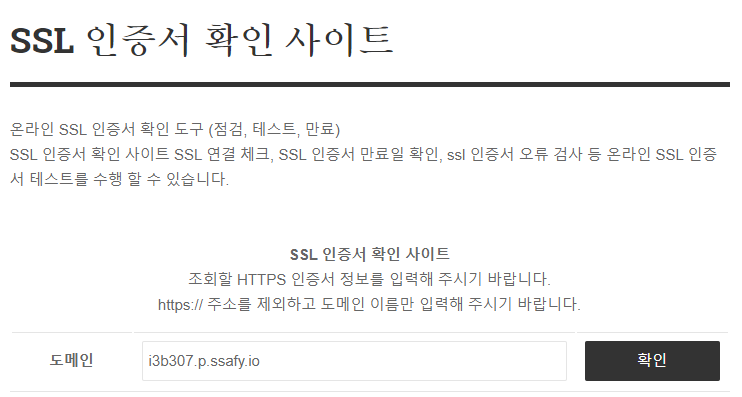 SSL 인증서 확인 사이트
온라인 SSL 인증서 확인 도구 (점검, 테스트, 만료)
SSL 인증서 확인 사이트 SSL 연결 체크, SSL 인증서 만료일 확인, ssl 인증서 오류 검사 등 온라인 SSL 인증
서 테스트를 수행 할 수 있습니다.
SSL 인증서 확인 사이트
조회할 HTTPS 인증서 정보를 입력해 주시기 바랍니다.
https:// 주소를 제외하고 도메인 이름만 입력해 주시기 바랍니다.
도메인 i3b307.p.ssafy.io 확인